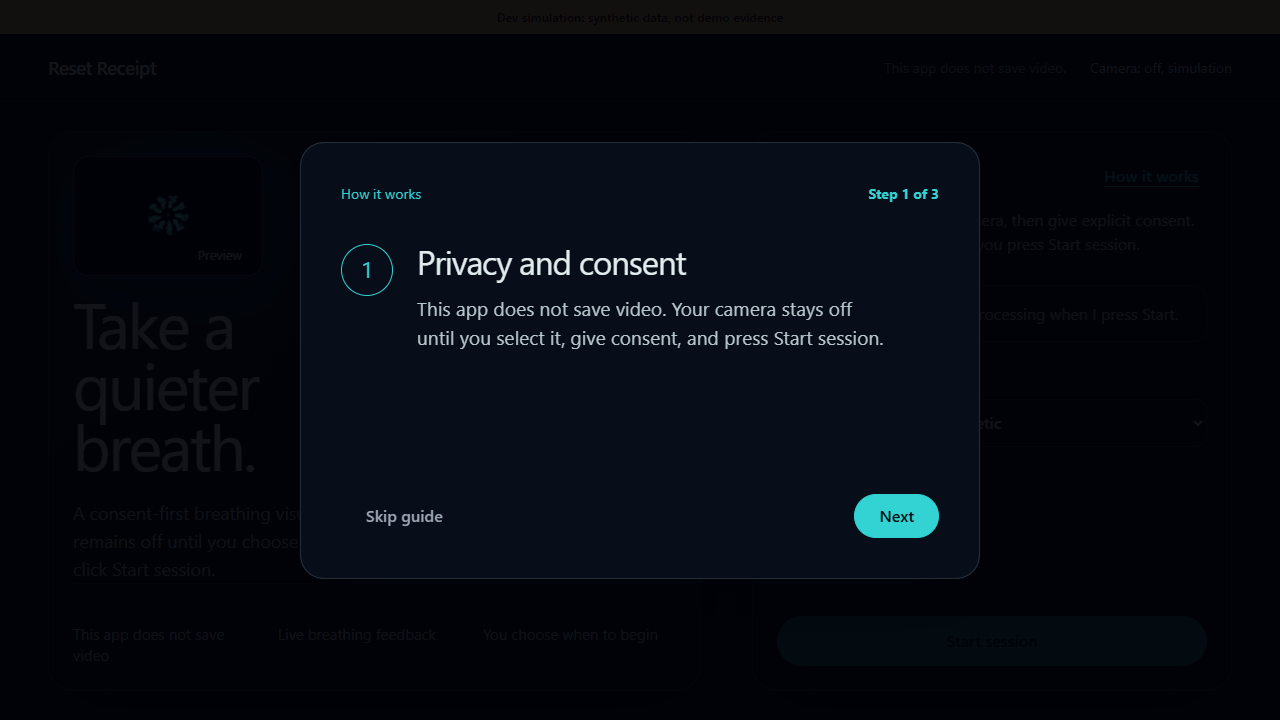 Dev simulation: synthetic data, not demo evidence
Reset Receipt
This app does not save video.
Camera: off, simulation
How it works
Step 1 of 3
1
Privacy and consent
This app does not save video. Your camera stays off
until you select it, give consent, and press Start session.
Skip guide
Next
Preview
Take a
quieter
breath.
A consent-first breathing
remains off until you choose
click Start session.
This app does not save
video
Live breathing feedback
You choose when to begin
How it works
then give explicit consent.
you press Start session.
when I press Start.
Start session